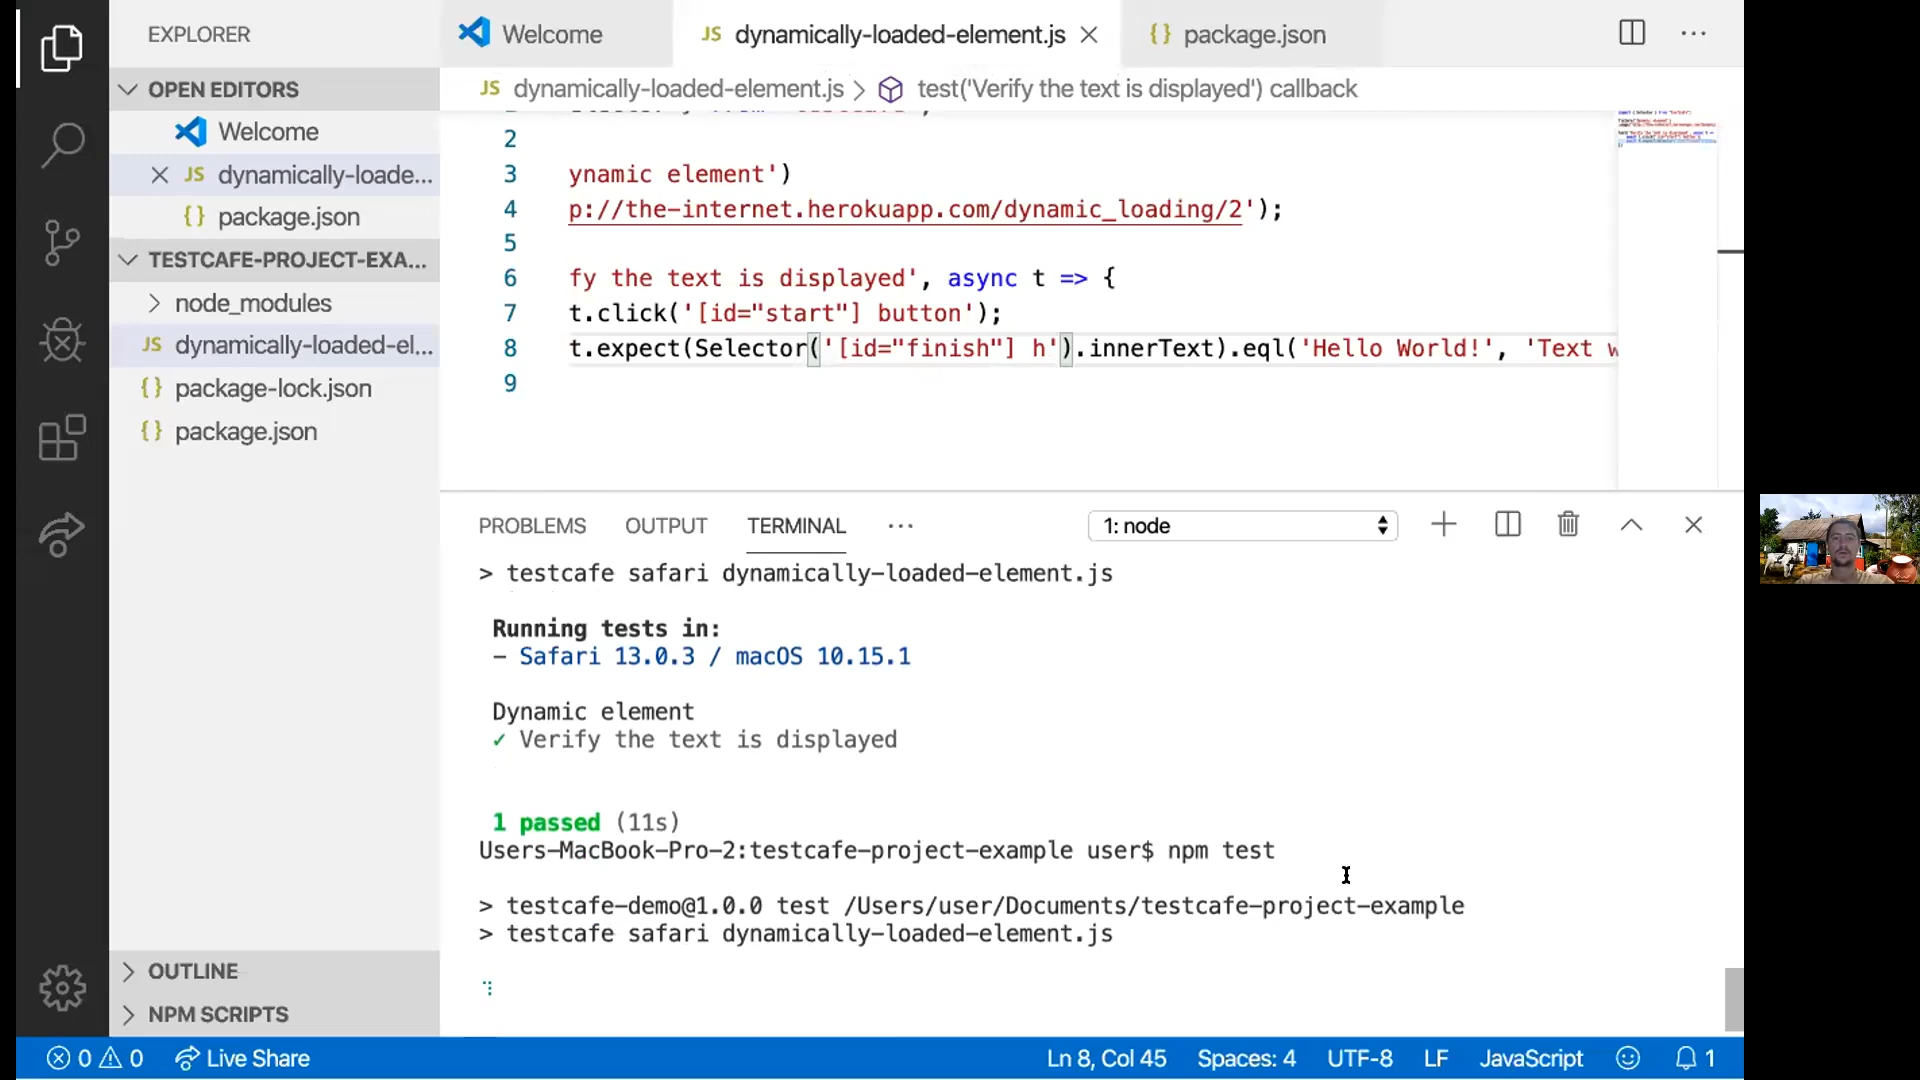 EXPLORER
OPEN EDITORS
Welcome
dynamically-loade...
JS
package.json
TESTCAFE-PROJECT-EXA...
node_modules
JS dynamically-loaded-el...
{} package-lock.json
{} package.json
OUTLINE
NPM SCRIPTS
Welcome
JS dynamically-loaded-element.js
{} package.json
JS dynamically-loaded-element.js > test('Verify the text is displayed') callback
2
3 ynamic element')
4 p://the-internet.herokuapp.com/dynamic_loading/2');
5
6 fy the text is displayed', async t => {
7 t.click('[id="start"] button');
8 t.expect(Selector('[id="finish"] h').innerText).eql('Hello World!', 'Text w
9
PROBLEMS OUTPUT TERMINAL ... 1: node
> testcafe safari dynamically-loaded-element.js
Running tests in:
- Safari 13.0.3 / macOS 10.15.1
Dynamic element
✓ Verify the text is displayed
1 passed (11s)
Users-MacBook-Pro-2:testcafe-project-example user$ npm test
> testcafe-demo@1.0.0 test /Users/user/Documents/testcafe-project-example
> testcafe safari dynamically-loaded-element.js
0 0 Live Share Ln 8, Col 45 Spaces: 4 UTF-8 LF JavaScript 1